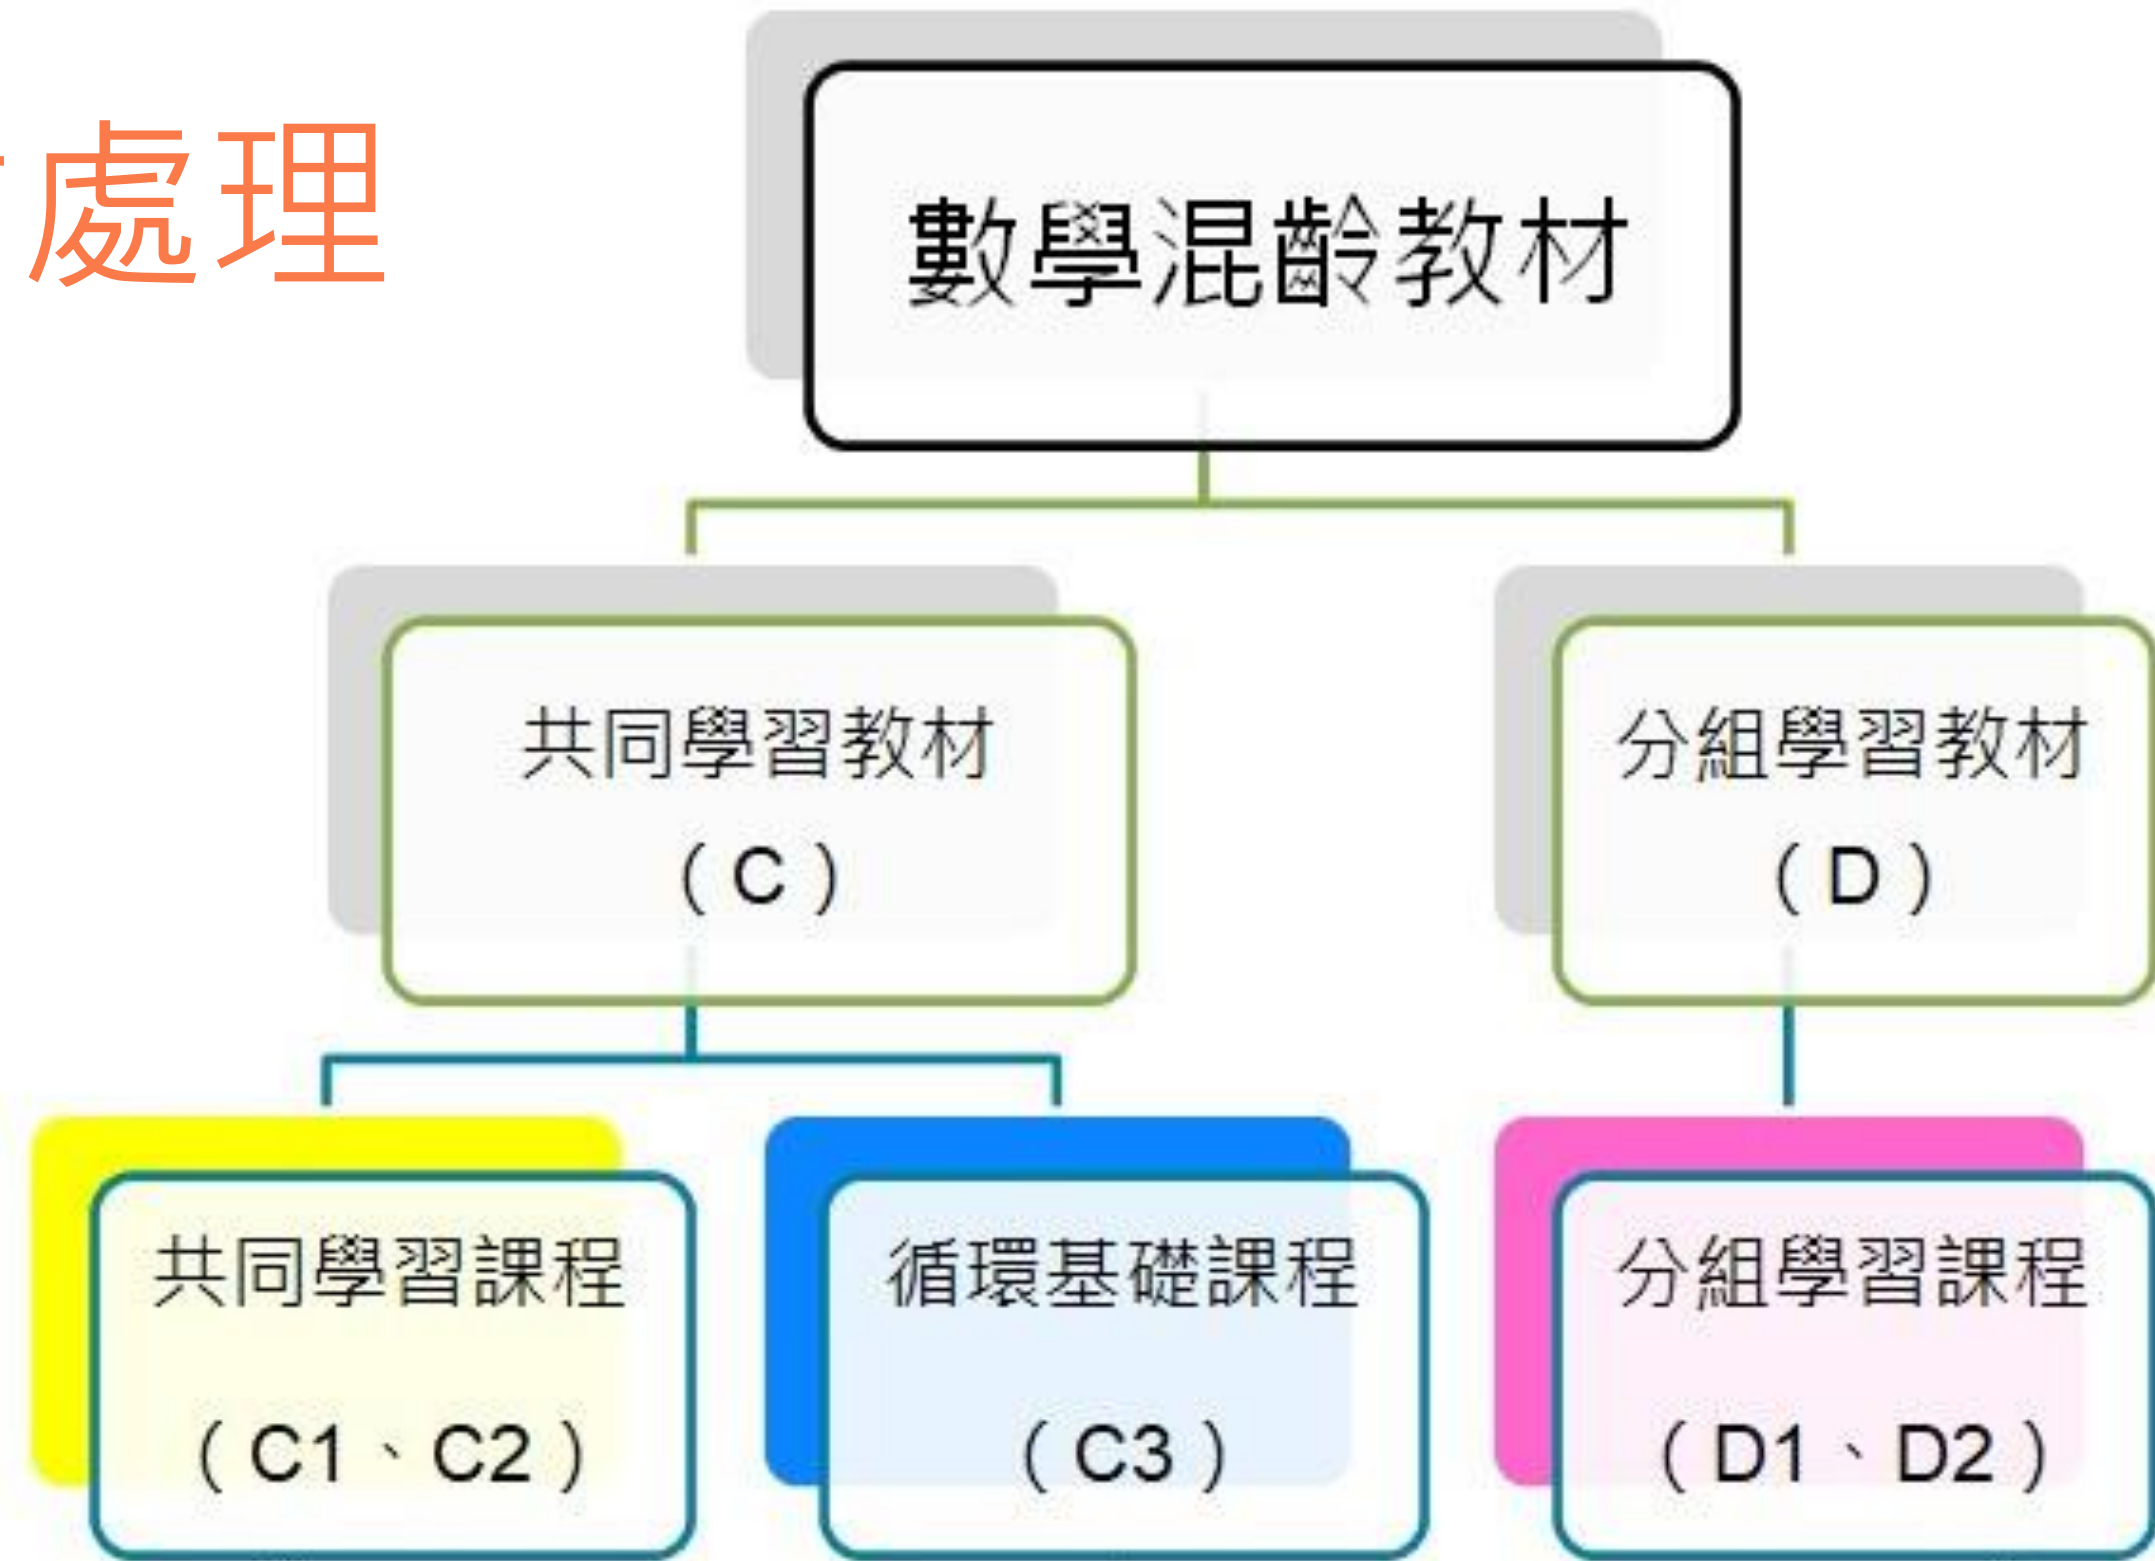 處理
數學混齡教材
共同學習教材
（C）
分組學習教材
（D）
共同學習課程
（C1、C2）
循環基礎課程
（C3）
分組學習課程
（D1、D2）